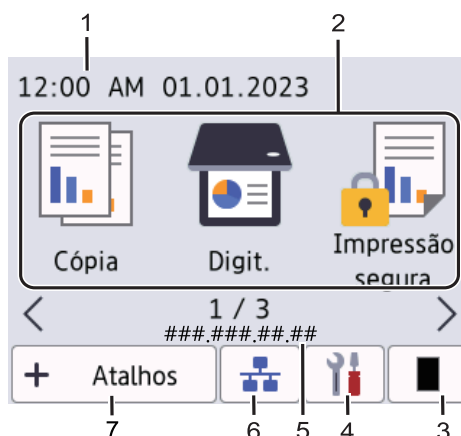 1 2
12:00 AM 01.01.2023
Cópia Digit. Impressão
segura
1 / 3
###.###.##.##
+ Atalhos
7 6 5 4 3